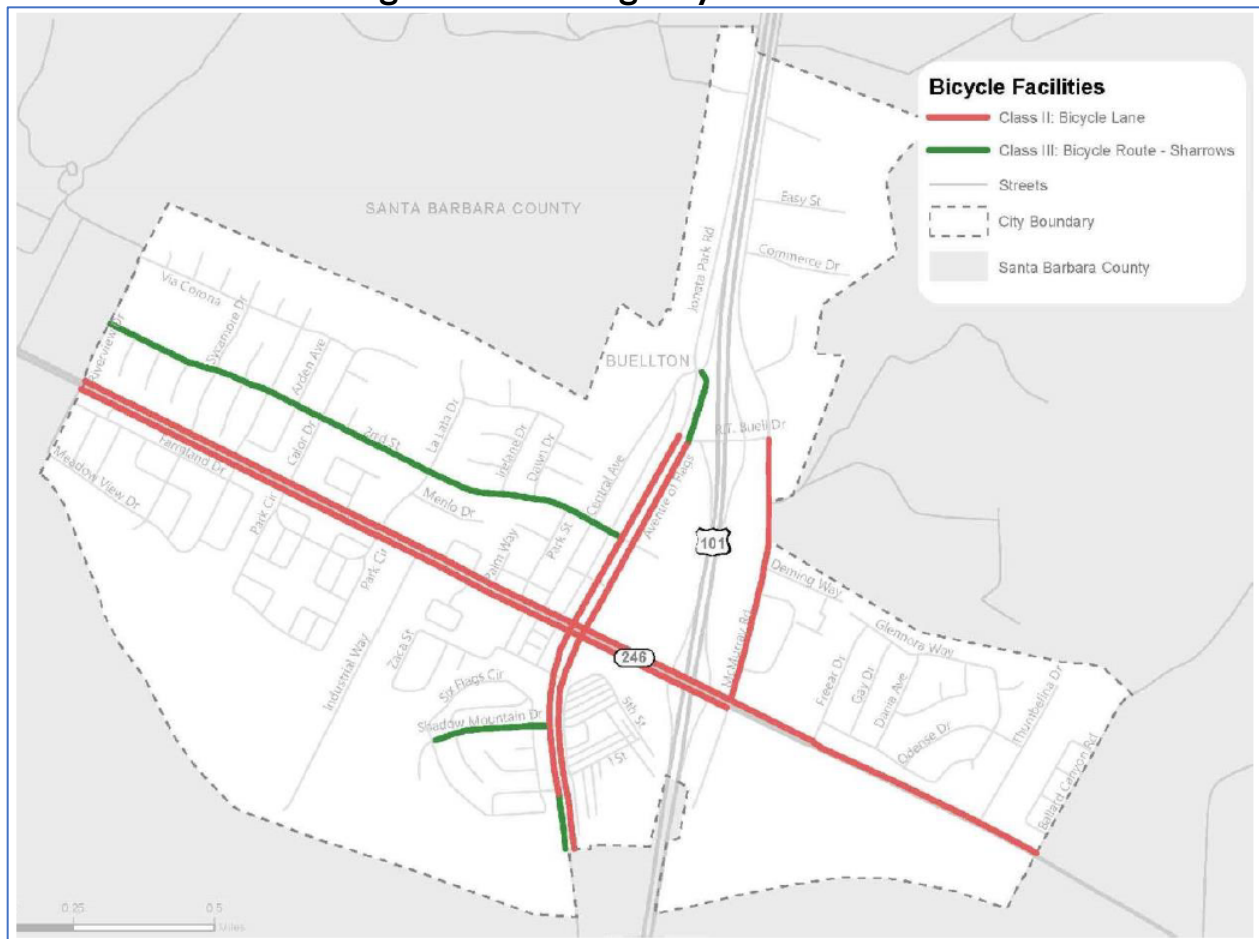 Bicycle Facilities
Class II: Bicycle Lane
Class III: Bicycle Route - Sharrows
Streets
City Boundary
Santa Barbara County
SANTA BARBARA COUNTY
Easy St
Commerce Dr
Jonata Park Rd
Via Corona
Riverview Dr
Sycamore Dr
Arden Ave
BUELLTON
R.T. Buell Dr
La Lata Dr
2nd St
Calor Dr
Ireland Dr
Dawn Dr
Central Ave
Avenue of Flags
Farmland Dr
Meadow View Dr
Menlo Dr
Park Cir
Park Cir
Palm Way
Park St
101
Deming Way
Glennora Way
McMurray Rd
246
Industrial Way
Zaca St
Six Flags Cir
Shadow Mountain Dr
5th St
1 St
Freear Dr
Gay Dr
Dania Ave
Odense Dr
Thumbelina Dr
Ballard Canyon Rd
0.25
0.5
Miles